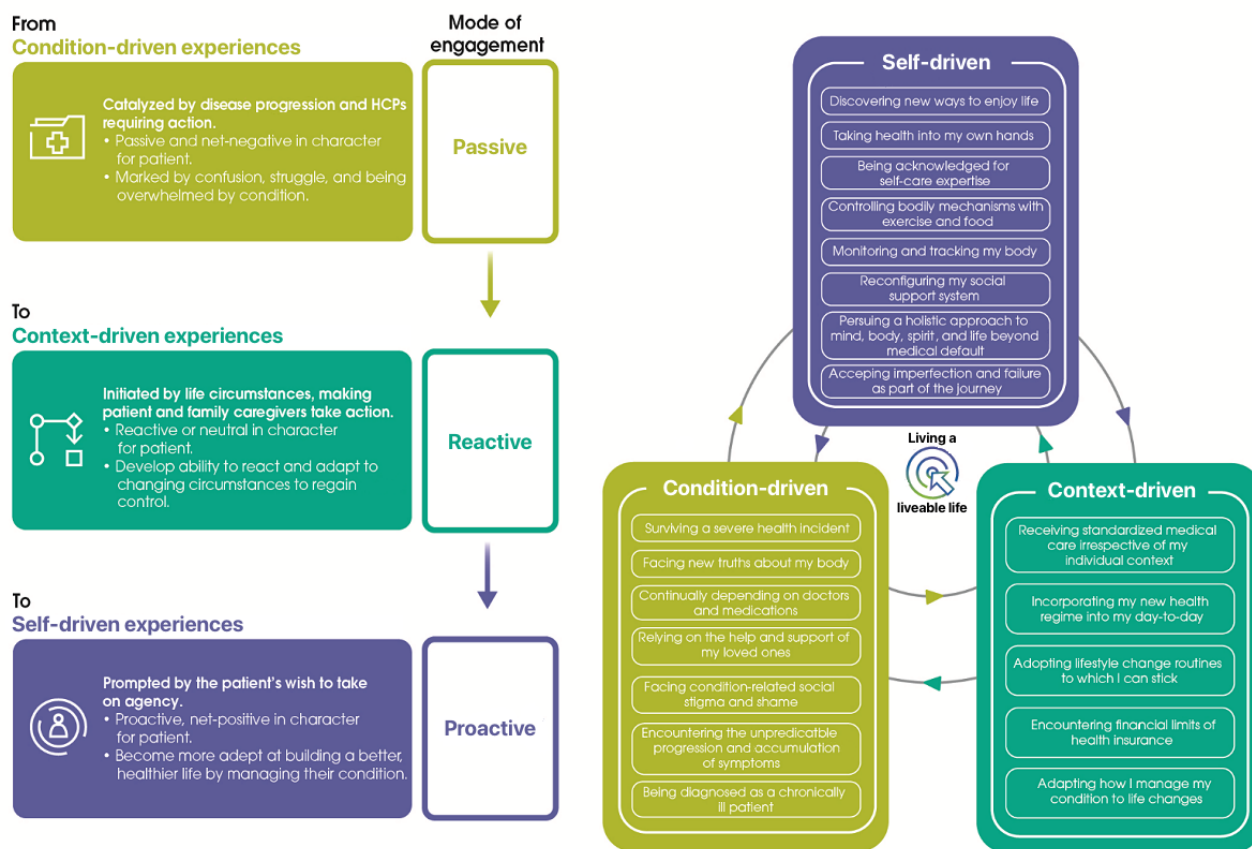 From
Condition-driven experiences
Mode of
engagement
Catalyzed by disease progression and HCPs
requiring action.
• Passive and net-negative in character
for patient.
• Marked by confusion, struggle, and being
overwhelmed by condition.
Passive
To
Context-driven experiences
Initiated by life circumstances, making
patient and family caregivers take action.
• Reactive or neutral in character
for patient.
• Develop ability to react and adapt to
changing circumstances to regain
control.
Reactive
To
Self-driven experiences
Prompted by the patient's wish to take
on agency.
• Proactive, net-positive in character
for patient.
• Become more adept at building a better,
healthier life by managing their condition.
Proactive
Self-driven
Discovering new ways to enjoy life
Taking health into my own hands
Being acknowledged for
self-care expertise
Controlling bodily mechanisms with
exercise and food
Monitoring and tracking my body
Reconfiguring my social
support system
Persuing a holistic approach to
mind, body, spirit, and life beyond
medical default
Acceping imperfection and failure
as part of the journey
Living a
liveable life
Condition-driven
Surviving a severe health incident
Facing new truths about my body
Continually depending on doctors
and medications
Relying on the help and support of
my loved ones
Facing condition-related social
stigma and shame
Encountering the unpredicatble
progression and accumulation
of symptoms
Being diagnosed as a chronically
ill patient
Context-driven
Receiving standardized medical
care irrespective of my
individual context
Incorporating my new health
regime into my day-to-day
Adopting lifestyle change routines
to which I can stick
Encountering financial limits of
health insurance
Adapting how I manage my
condition to life changes